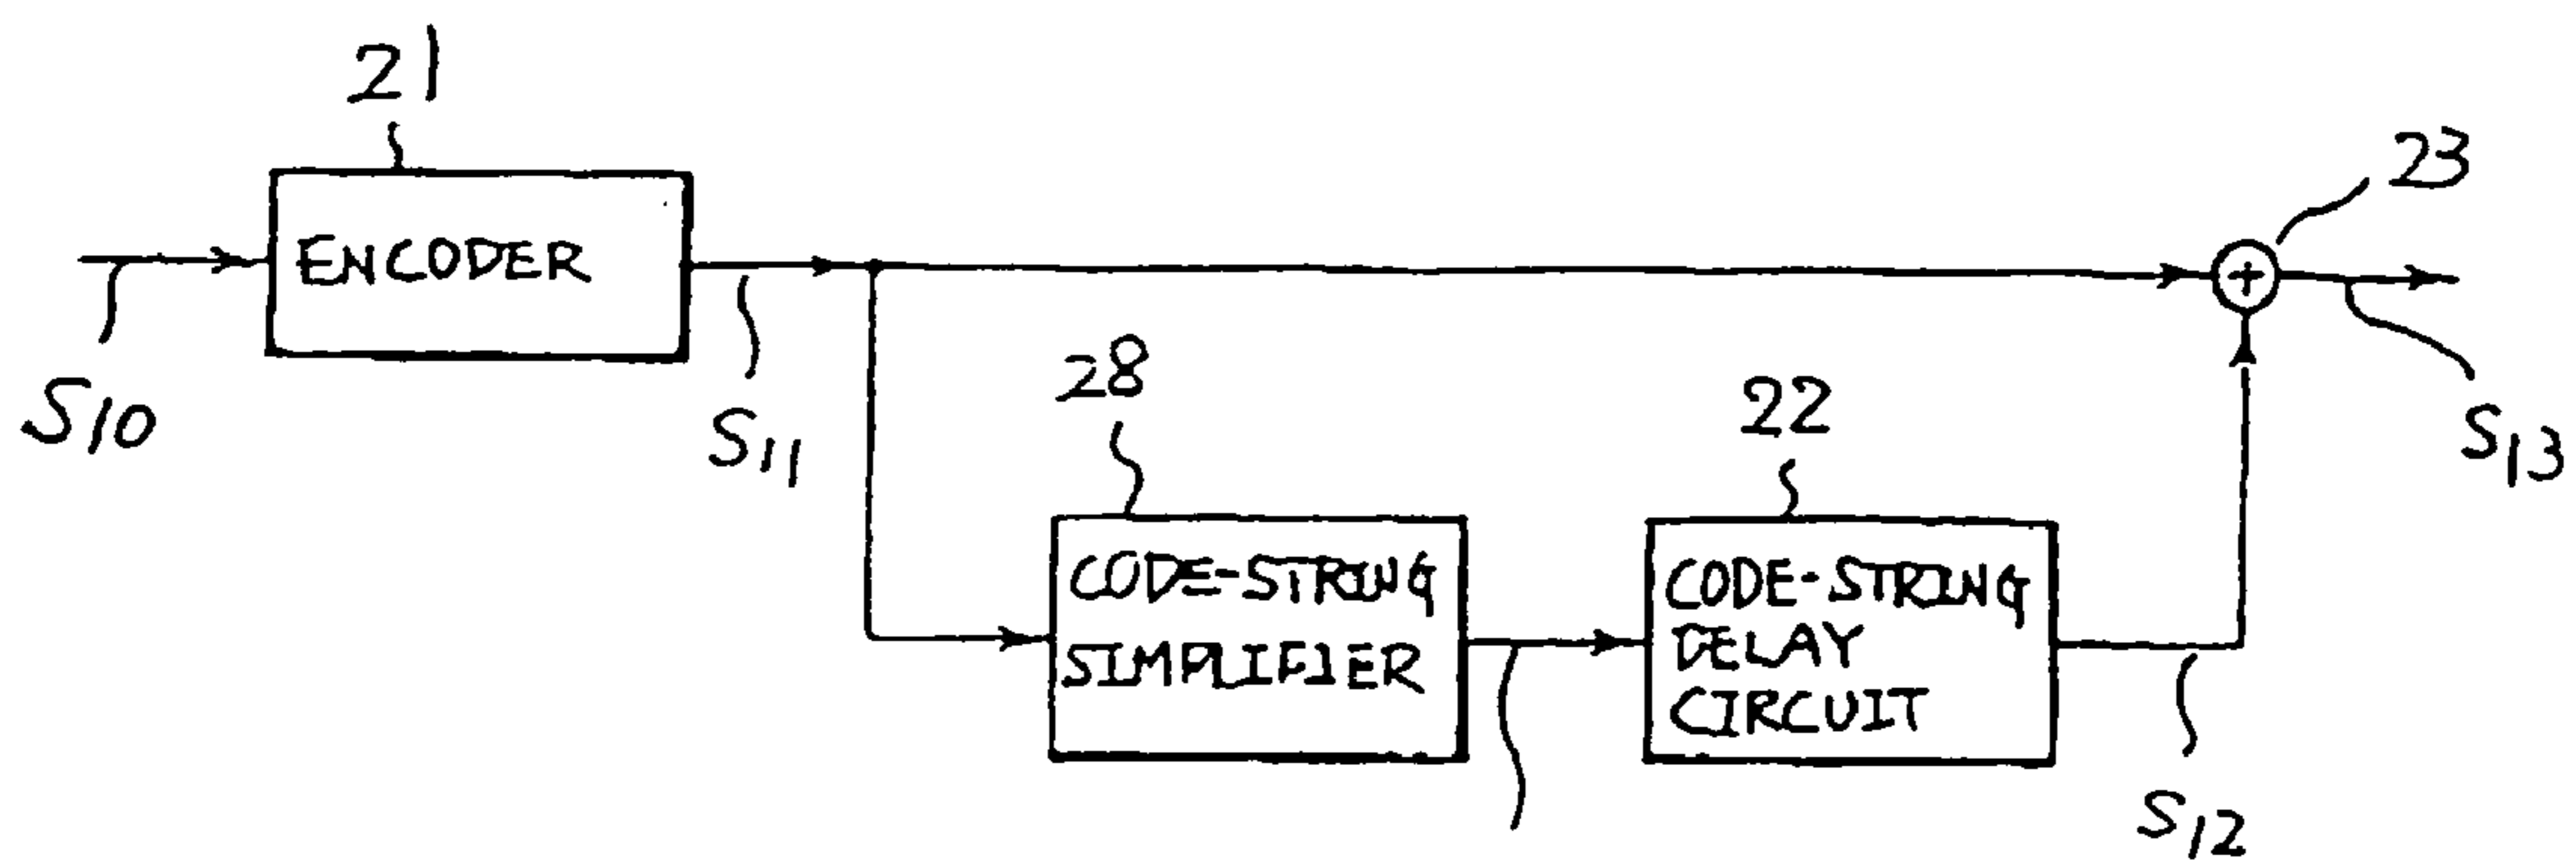 21
ENCODER
S10
S11
23
+
S13
28
CODE-STRING
SIMPLIFIER
22
CODE-STRING
DELAY
CIRCUIT
S12